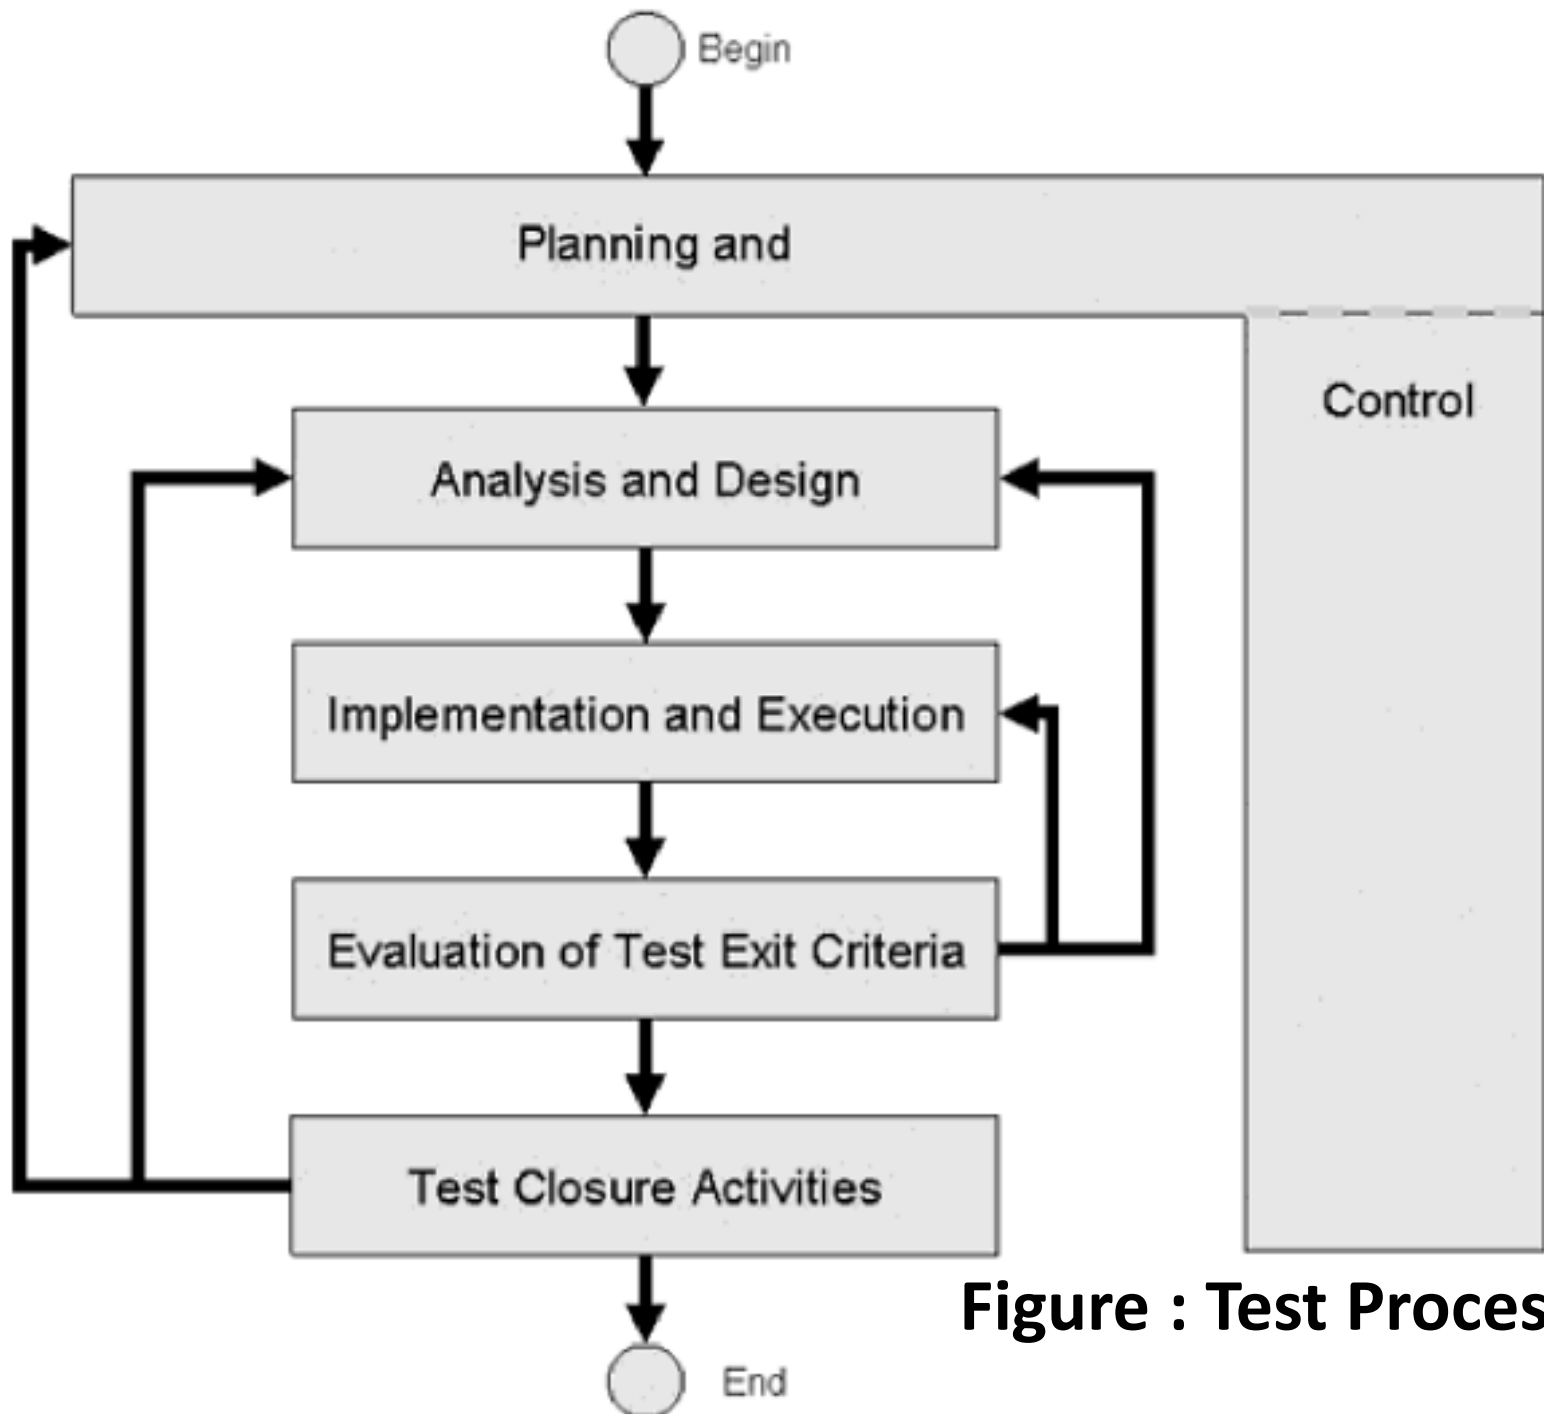 Begin
Planning and
Control
Analysis and Design
Implementation and Execution
Evaluation of Test Exit Criteria
Test Closure Activities
Figure : Test Proces
End